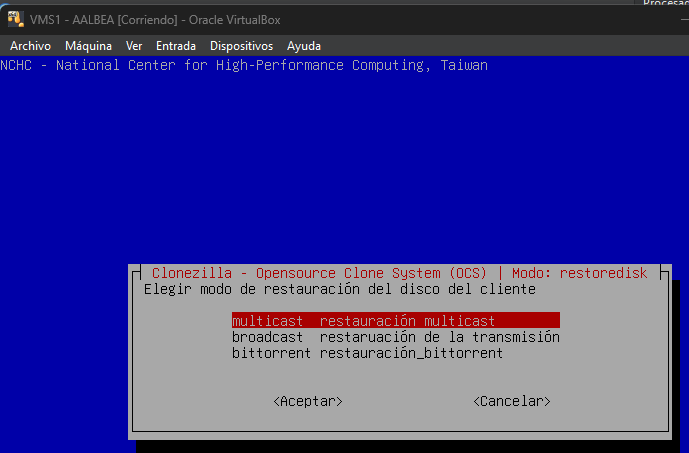 Procesad
VMS1 - AALBEA [Corriendo] - Oracle VirtualBox
Archivo Máquina Ver Entrada Dispositivos Ayuda
NCHC - National Center for High-Performance Computing, Taiwan
Clonezilla - Opensource Clone System (OCS) | Modo: restoredisk
Elegir modo de restauración del disco del cliente
multicast restauración multicast
broadcast restaruación de la transmisión
bittorrent restauración_bittorrent
<Aceptar> <Cancelar>